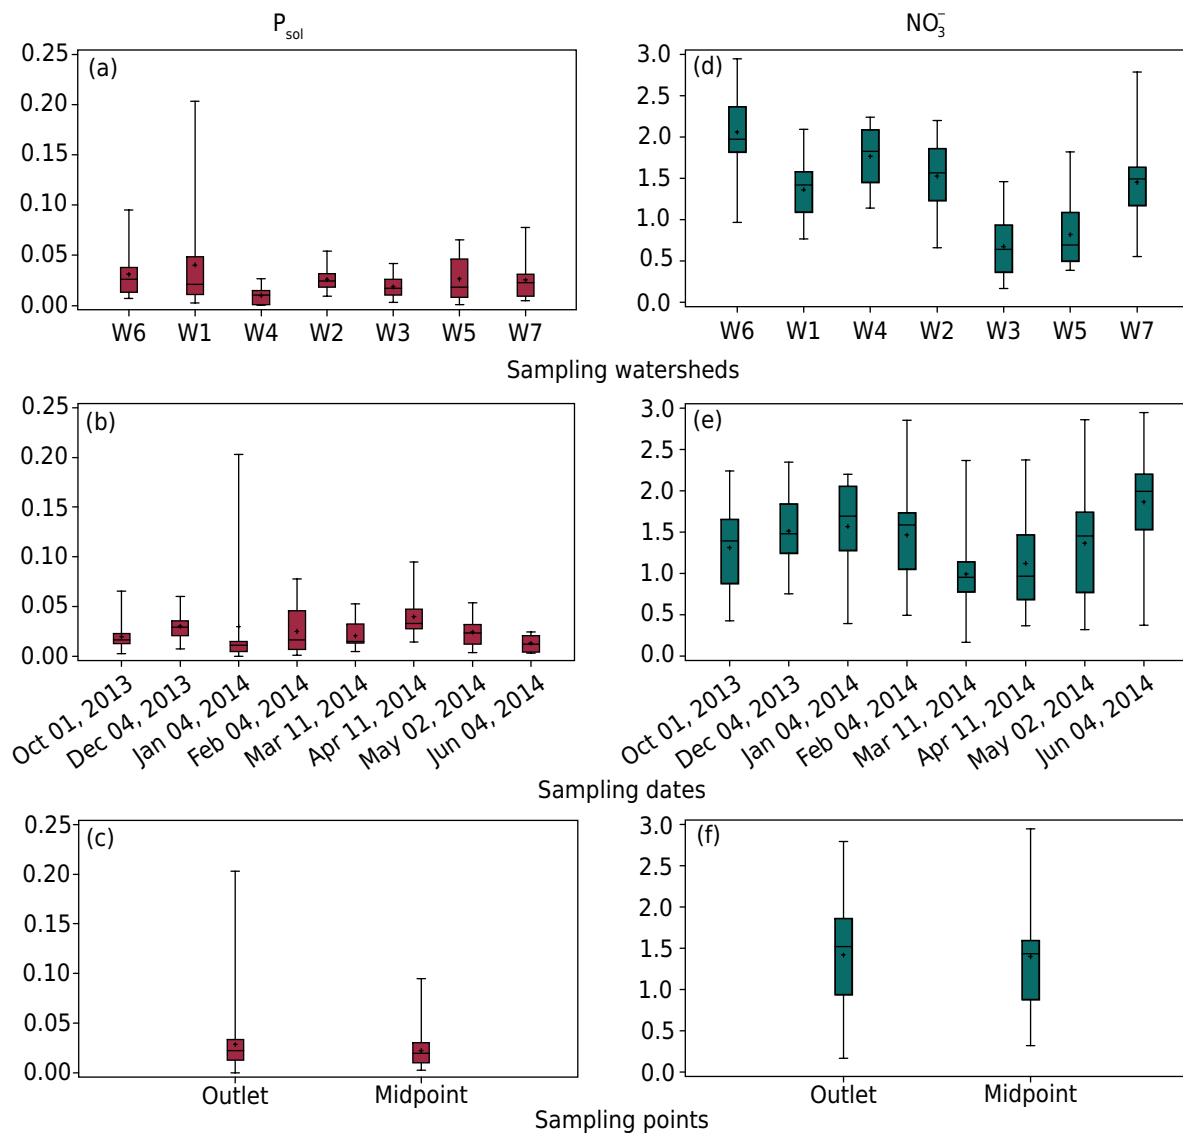 P_sol
NO₃⁻
(a)
0.25
0.20
0.15
0.10
0.05
0.00
W6 W1 W4 W2 W3 W5 W7
(d)
3.0
2.5
2.0
1.5
1.0
0.5
0.0
W6 W1 W4 W2 W3 W5 W7
Sampling watersheds
(b)
0.25
0.20
0.15
0.10
0.05
0.00
Oct 01, 2013
Dec 04, 2013
Jan 04, 2014
Feb 04, 2014
Mar 11, 2014
Apr 11, 2014
May 02, 2014
Jun 04, 2014
(e)
3.0
2.5
2.0
1.5
1.0
0.5
0.0
Oct 01, 2013
Dec 04, 2013
Jan 04, 2014
Feb 04, 2014
Mar 11, 2014
Apr 11, 2014
May 02, 2014
Jun 04, 2014
Sampling dates
(c)
0.25
0.20
0.15
0.10
0.05
0.00
Outlet Midpoint
(f)
3.0
2.5
2.0
1.5
1.0
0.5
0.0
Outlet Midpoint
Sampling points